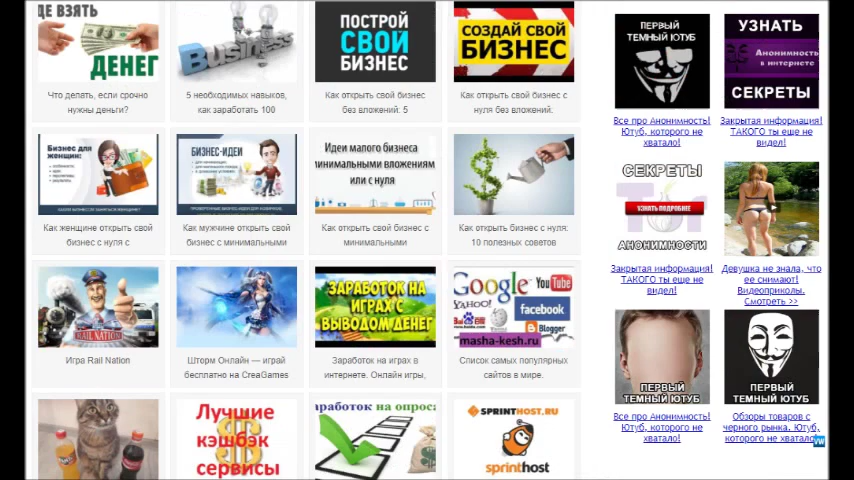 ДЕ ВЗЯТЬ
ДЕНЕГ
Что делать, если срочно
нужны деньги?
Business
5 необходимых навыков,
как заработать 100
ПОСТРОЙ
СВОЙ
БИЗНЕС
Как открыть свой бизнес
без вложений: 5
СОЗДАЙ СВОЙ
БИЗНЕС
Как открыть свой бизнес с
нуля без вложений:
ПЕРВЫЙ
ТЕМНЫЙ ЮТУБ
Все про Анонимность!
Ютуб, которого не
хватало!
УЗНАТЬ
Анонимность
в интернете
СЕКРЕТЫ
Закрытая информация!
ТАКОГО ты еще не
видел!
Бизнес для
женщин:
Как женщине открыть свой
бизнес с нуля с
БИЗНЕС-ИДЕИ
Как мужчине открыть свой
бизнес с минимальными
Идеи малого бизнеса
минимальными вложениям
или с нуля
Как открыть свой бизнес с
минимальными
Как открыть бизнес с нуля:
10 полезных советов
СЕКРЕТЫ
УЗНАТЬ ПОДРОБНЕЕ
АНОНИМНОСТИ
Закрытая информация!
ТАКОГО ты еще не
видел!
Девушка не знала, что
ее снимают!
Видеоприколы.
Смотреть >>
RAIL NATION
Игра Rail Nation
Шторм Онлайн — играй
бесплатно на CreaGames
ЗАРАБОТОК НА
ИГРАХ С
ВЫВОДОМ ДЕНЕГ
Заработок на играх в
интернете. Онлайн игры,
Google
YouTube
YAHOO!
facebook
Blogger
masha-kesh.ru
Список самых популярных
сайтов в мире.
ПЕРВЫЙ
ТЕМНЫЙ ЮТУБ
Все про Анонимность!
Ютуб, которого не
хватало!
ПЕРВЫЙ
ТЕМНЫЙ ЮТУБ
Обзоры товаров с
черного рынка. Ютуб,
которого не хватало
VW
Лучшие
кэшбэк
сервисы
аработок на опроса
SPRINTHOST.RU
sprinthost